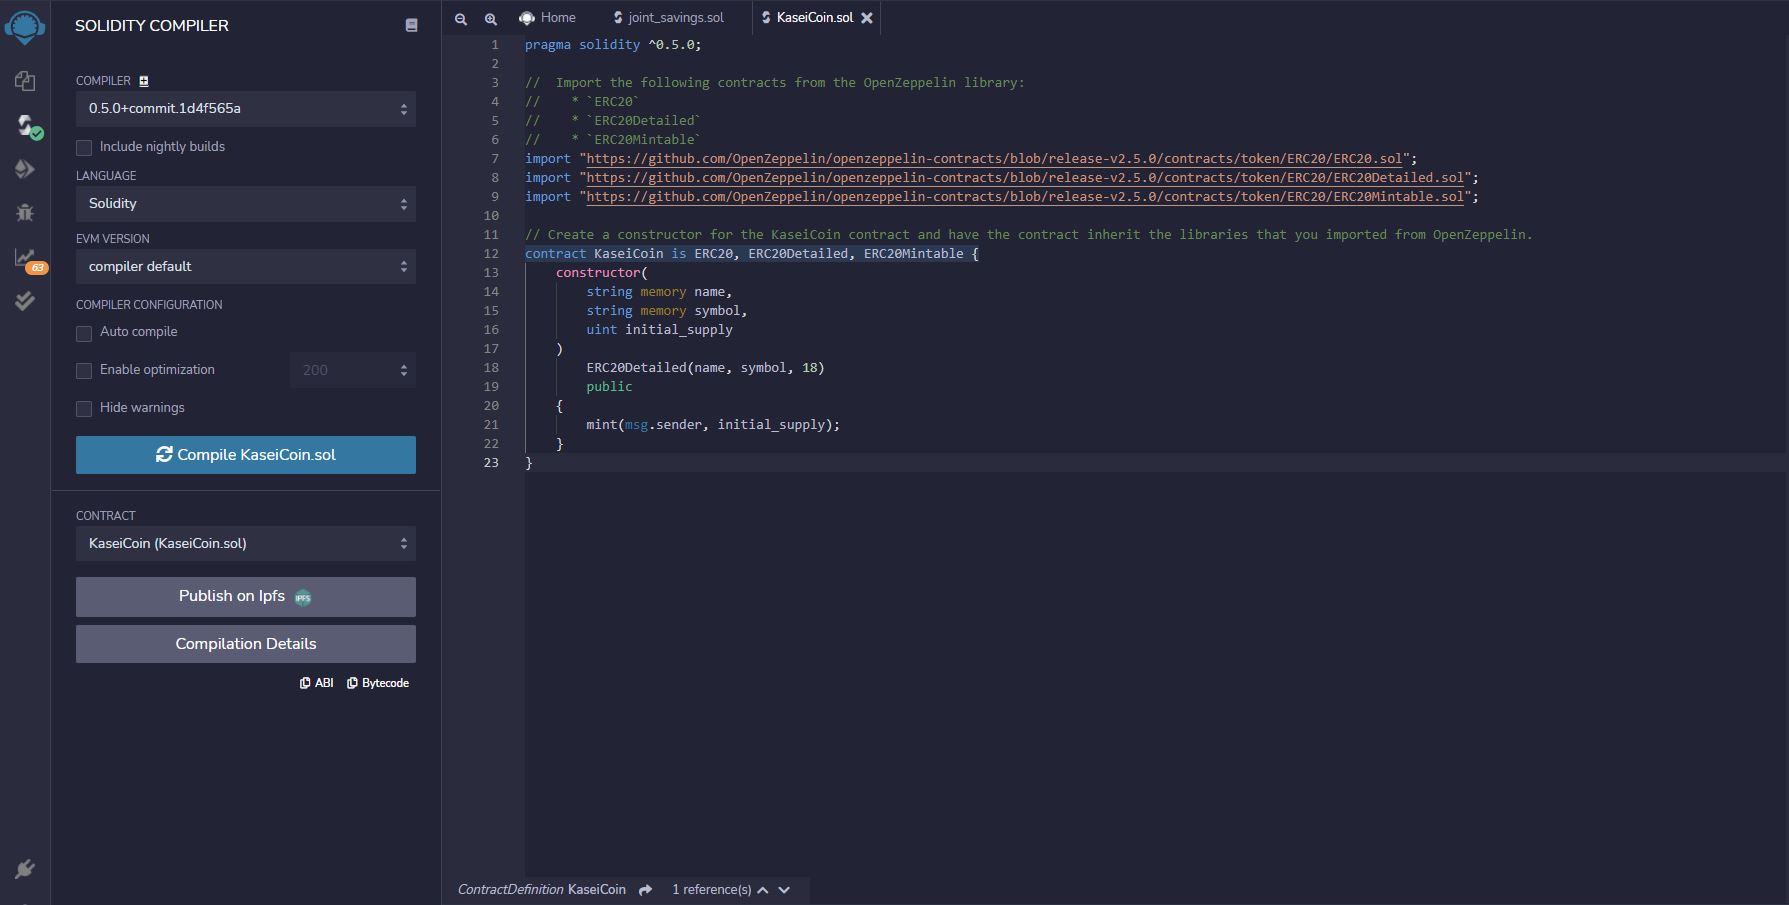 SOLIDITY COMPILER
COMPILER
0.5.0+commit.1d4f565a
Include nightly builds
LANGUAGE
Solidity
EVM VERSION
compiler default
COMPILER CONFIGURATION
Auto compile
Enable optimization
200
Hide warnings
Compile KaseiCoin.sol
CONTRACT
KaseiCoin (KaseiCoin.sol)
Publish on Ipfs IPFS
Compilation Details
ABI Bytecode
63
Home joint_savings.sol KaseiCoin.sol
1 pragma solidity ^0.5.0;
2
3 //  Import the following contracts from the OpenZeppelin library:
4 //    * `ERC20`
5 //    * `ERC20Detailed`
6 //    * `ERC20Mintable`
7 import "https://github.com/OpenZeppelin/openzeppelin-contracts/blob/release-v2.5.0/contracts/token/ERC20/ERC20.sol";
8 import "https://github.com/OpenZeppelin/openzeppelin-contracts/blob/release-v2.5.0/contracts/token/ERC20/ERC20Detailed.sol";
9 import "https://github.com/OpenZeppelin/openzeppelin-contracts/blob/release-v2.5.0/contracts/token/ERC20/ERC20Mintable.sol";
10
11 // Create a constructor for the KaseiCoin contract and have the contract inherit the libraries that you imported from OpenZeppelin.
12 contract KaseiCoin is ERC20, ERC20Detailed, ERC20Mintable {
13     constructor(
14         string memory name,
15         string memory symbol,
16         uint initial_supply
17     )
18         ERC20Detailed(name, symbol, 18)
19         public
20     {
21         mint(msg.sender, initial_supply);
22     }
23 }
ContractDefinition KaseiCoin 1 reference(s)